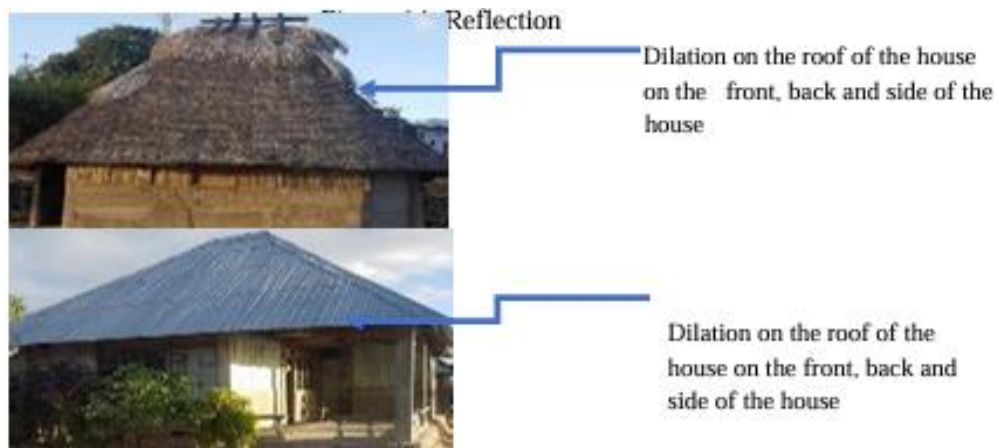 Reflection
Dilation on the roof of the house
on the front, back and side of the
house
Dilation on the roof of the
house on the front, back and
side of the house